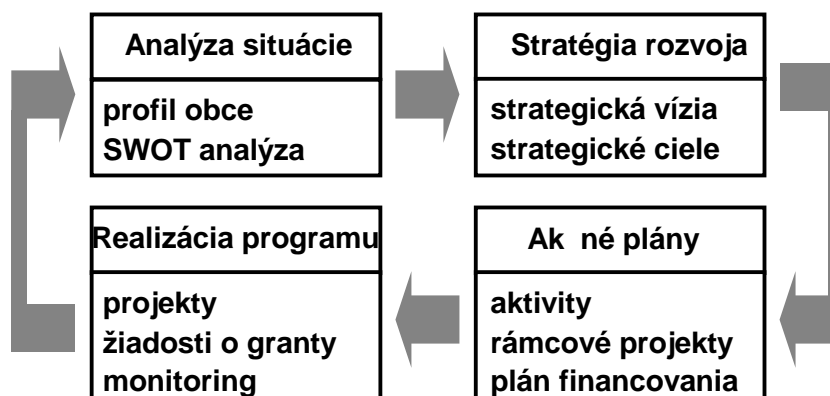 Analýza situácie
profil obce
SWOT analýza
Stratégia rozvoja
strategická vízia
strategické ciele
Ak né plány
aktivity
rámcové projekty
plán financovania
Realizácia programu
projekty
žiadosti o granty
monitoring